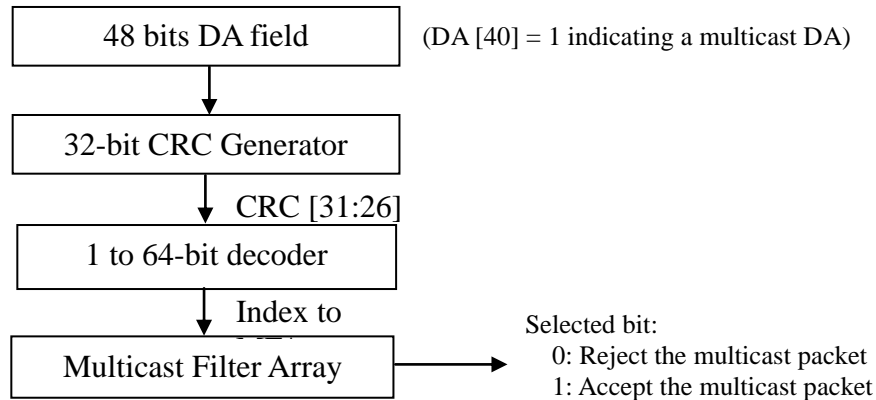 48 bits DA field
(DA [40] = 1 indicating a multicast DA)
32-bit CRC Generator
CRC [31:26]
1 to 64-bit decoder
Index to
Multicast Filter Array
Selected bit:
0: Reject the multicast packet
1: Accept the multicast packet